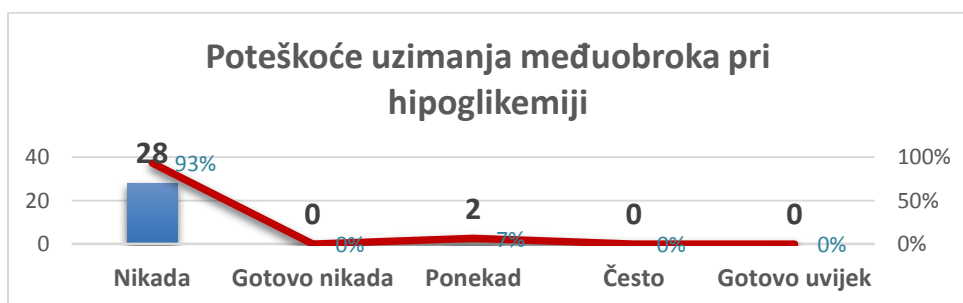 Poteškoće uzimanja međuobroka pri
hipoglikemiji
28 0 2 0 0
40 93% 100%
20 50%
0 0% 7% 0% 0% 0%
Nikada Gotovo nikada Ponekad Često Gotovo uvijek